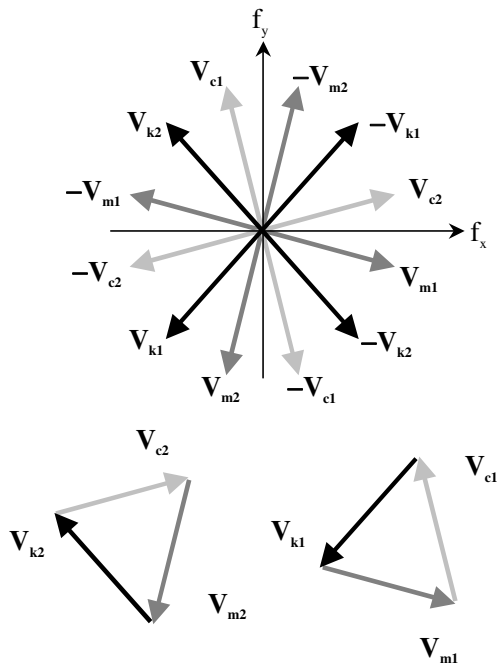 f_y
V_c1
−V_m2
V_k2
−V_k1
−V_m1
V_c2
f_x
−V_c2
V_m1
V_k1
−V_k2
V_m2
−V_c1
V_c2
V_c1
V_k2
V_k1
V_m2
V_m1